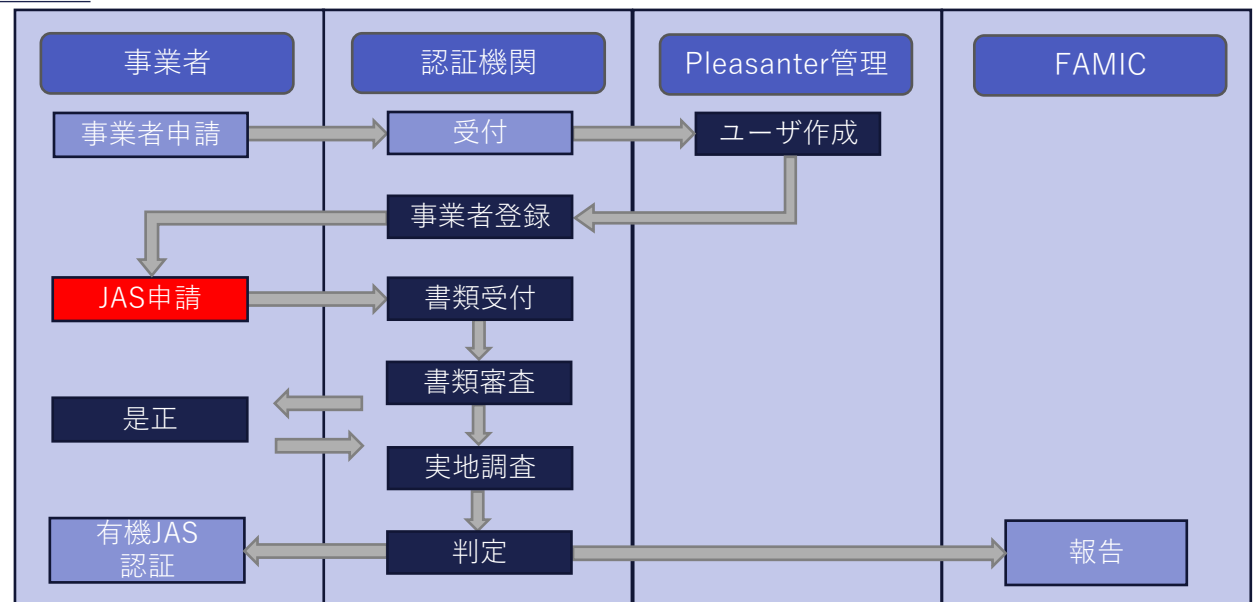 事業者
認証機関
Pleasanter管理
FAMIC
事業者申請
受付
ユーザ作成
事業者登録
JAS申請
書類受付
書類審査
是正
実地調査
有機JAS
認証
判定
報告